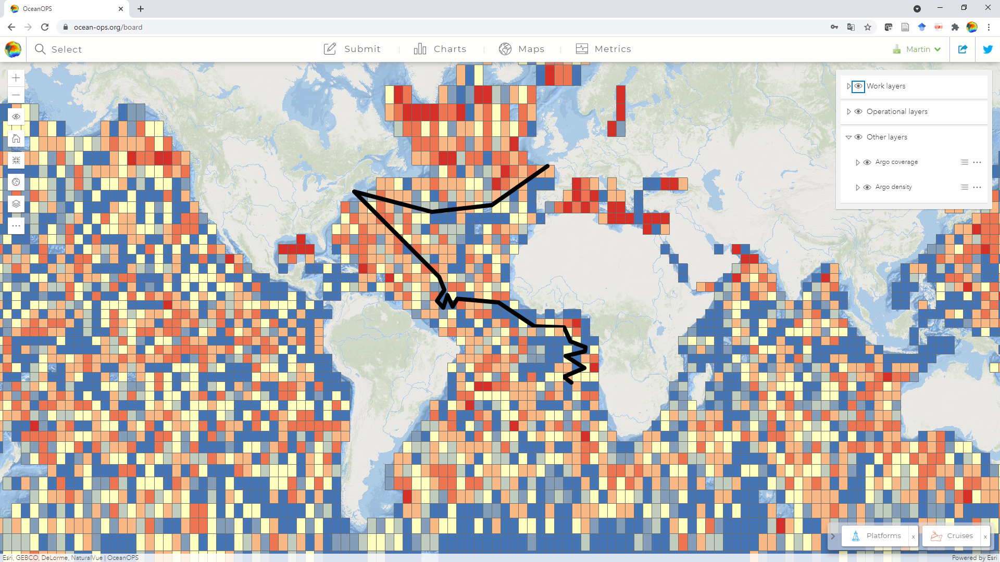 OceanOPS
ocean-ops.org/board
Select
Submit
Charts
Maps
Metrics
Martin
Work layers
Operational layers
Other layers
Argo coverage
Argo density
Platforms x
Cruises x
Esri, GEBCO, DeLorme, NaturalVue | OceanOPS
Powered by Esri